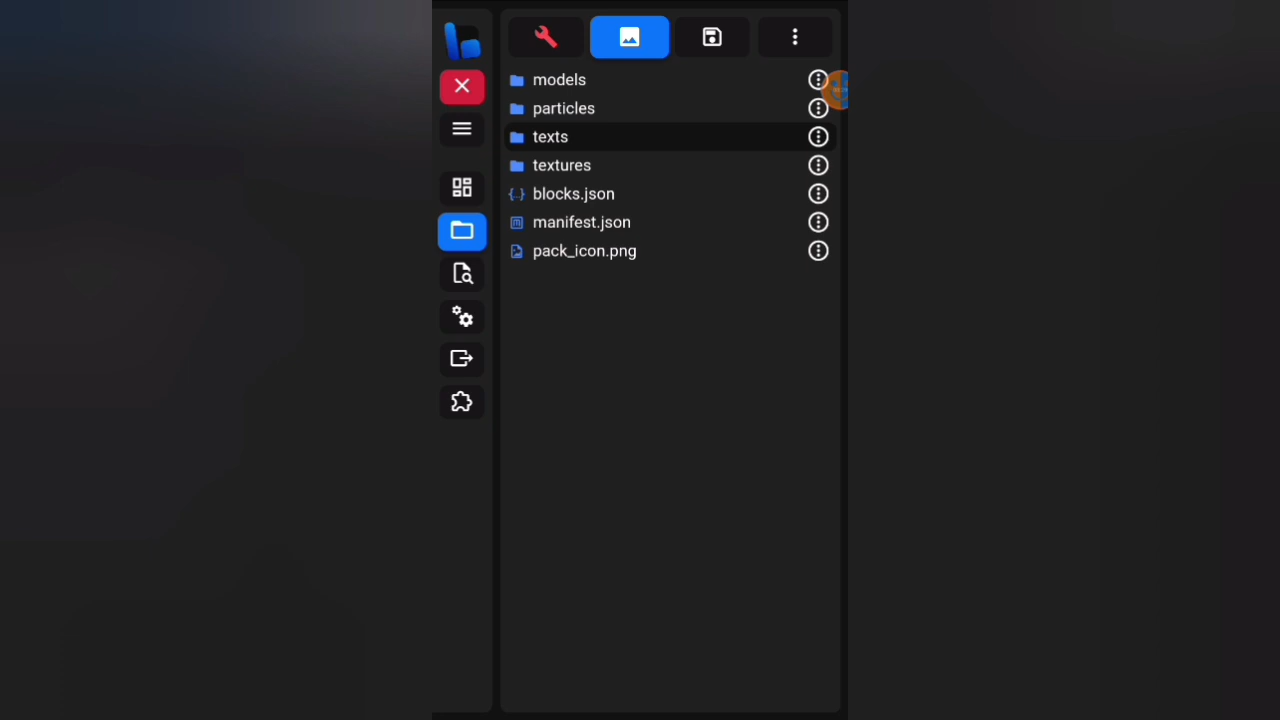 models
particles
texts
textures
blocks.json
manifest.json
pack_icon.png